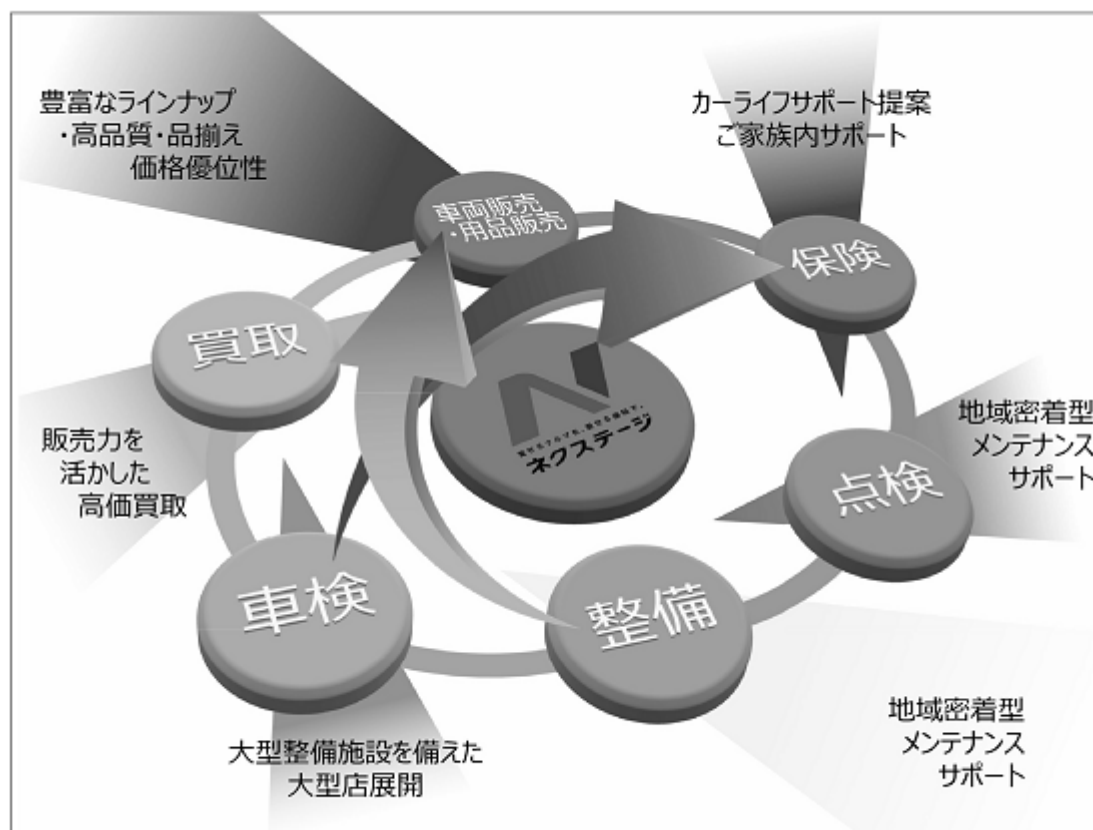 豊富なラインナップ
・高品質・品揃え
価格優位性
カーライフサポート提案
ご家族内サポート
車両販売
・用品販売
保険
買取
ネクステージ
販売力を
活かした
高価買取
地域密着型
メンテナンス
サポート
点検
車検
整備
大型整備施設を備えた
大型店展開
地域密着型
メンテナンス
サポート